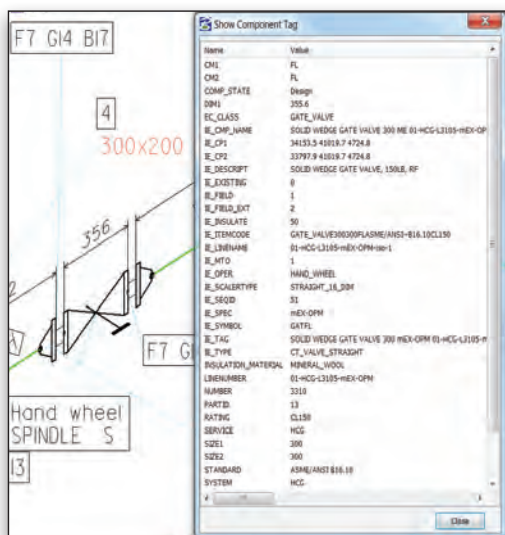 F7 G14 B17
4
300x200
356
2
F7 G
Hand wheel
SPINDLE S
I3
Show Component Tag
Name Value
CM1 FL
CM2 FL
COMP_STATE Design
DIM1 355.6
EC_CLASS GATE_VALVE
IE_CMP_NAME SOLID WEDGE GATE VALVE 300 ME 01-HCG-L3105-mEX-OP
IE_CP1 34153.5 41019.7 4724.8
IE_CP2 33797.9 41019.7 4724.8
IE_DESCRIPT SOLID WEDGE GATE VALVE, 150LB, RF
IE_EXISTING 0
IE_FIELD 1
IE_FIELD_EXT 2
IE_INSULATE 50
IE_ITEMCODE GATE_VALVE300300FLASME/ANSI~B16.10CL150
IE_LINENAME 01-HCG-L3105-mEX-OPM-iso-1
IE_MTO 1
IE_OPER HAND_WHEEL
IE_SCALERTYPE STRAIGHT_16_DIM
IE_SEQID 51
IE_SPEC mEX-OPM
IE_SYMBOL GATFL
IE_TAG SOLID WEDGE GATE VALVE 300 mEX-OPM 01-HCG-L3105-m
IE_TYPE CT_VALVE_STRAIGHT
INSULATION_MATERIAL MINERAL_WOOL
LINENUMBER 01-HCG-L3105-mEX-OPM
NUMBER 3310
PARTID 13
RATING CL150
SERVICE HCG
SIZE1 300
SIZE2 300
STANDARD ASME/ANSI B16.10
SYSTEM HCG
Close